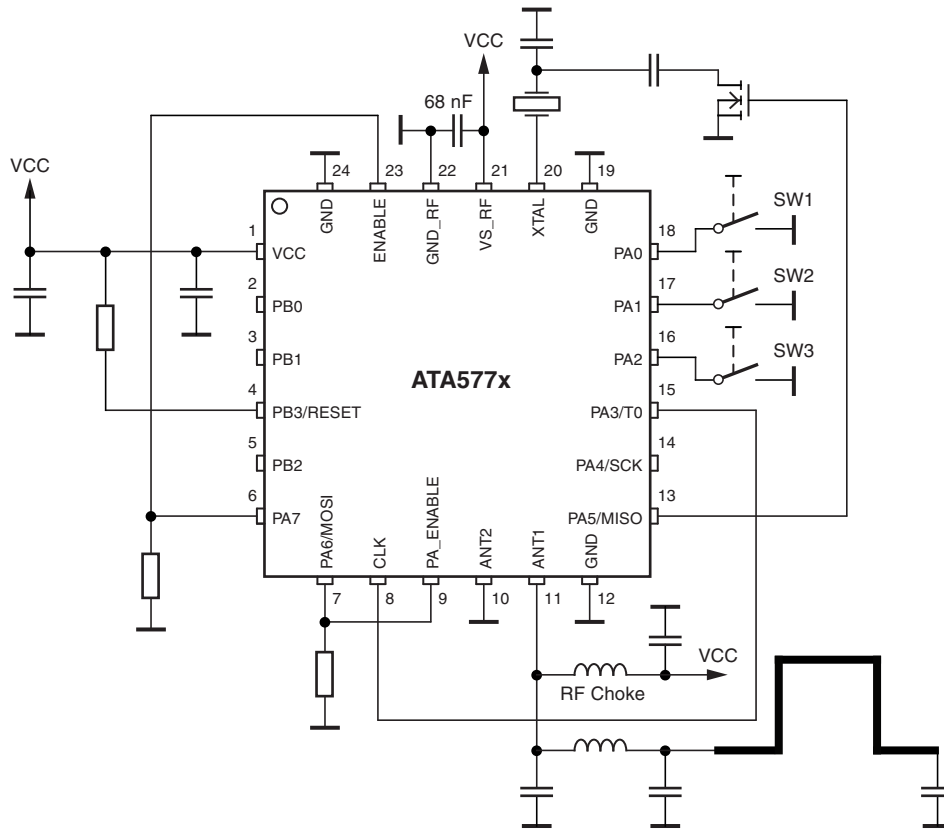 VCC
68 nF
VCC
24
23
22
21
20
19
GND
ENABLE
GND_RF
VS_RF
XTAL
GND
1
VCC
18
PA0
SW1
2
PB0
17
PA1
SW2
3
PB1
16
PA2
SW3
ATA577x
4
PB3/RESET
15
PA3/T0
5
PB2
14
PA4/SCK
6
PA7
13
PA5/MISO
PA6/MOSI
CLK
PA_ENABLE
ANT2
ANT1
GND
7
8
9
10
11
12
VCC
RF Choke